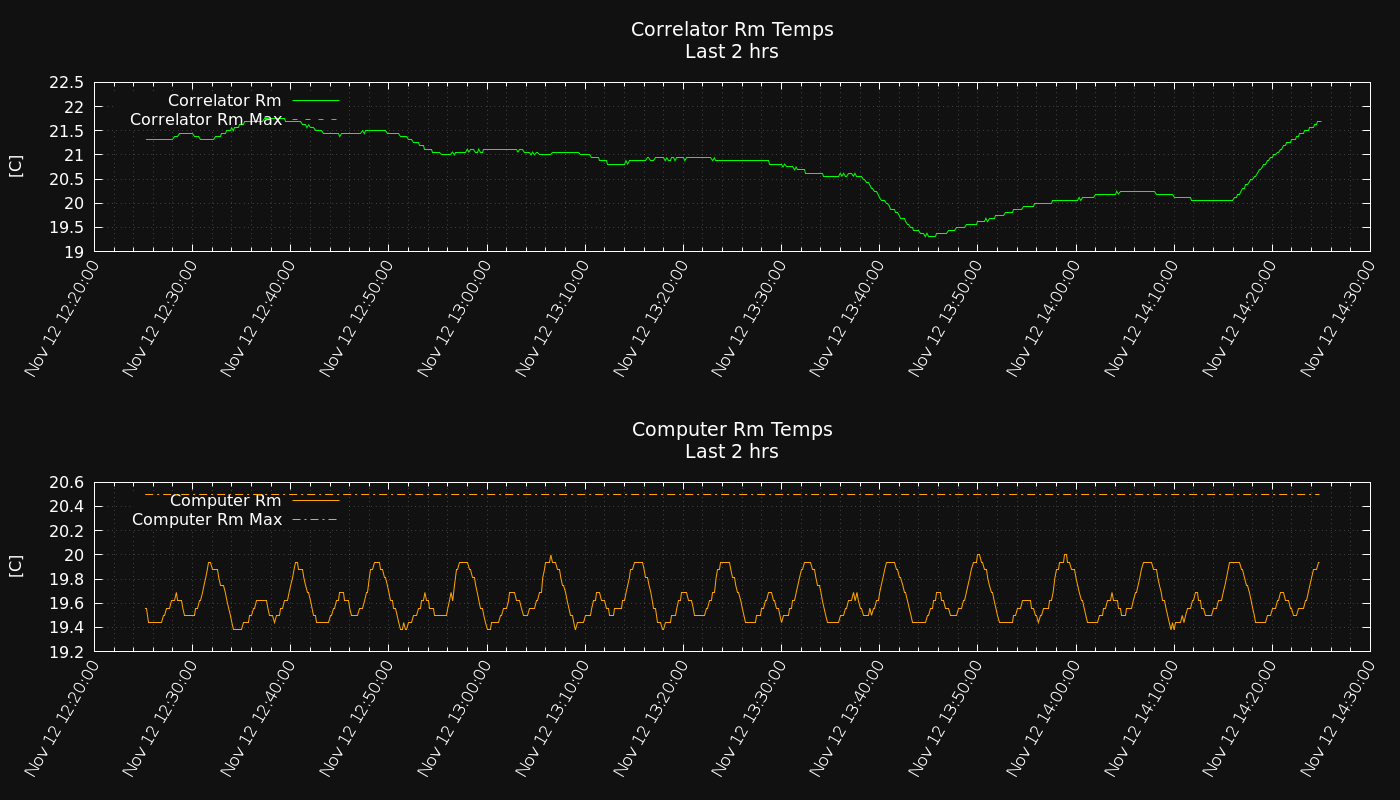 Correlator Rm Temps
Last 2 hrs
22.5
22
21.5
21
20.5
20
19.5
19
[C]
Correlator Rm
Correlator Rm Max
Nov 12 12:20:00
Nov 12 12:30:00
Nov 12 12:40:00
Nov 12 12:50:00
Nov 12 13:00:00
Nov 12 13:10:00
Nov 12 13:20:00
Nov 12 13:30:00
Nov 12 13:40:00
Nov 12 13:50:00
Nov 12 14:00:00
Nov 12 14:10:00
Nov 12 14:20:00
Nov 12 14:30:00
Computer Rm Temps
Last 2 hrs
20.6
20.4
20.2
20
19.8
19.6
19.4
19.2
[C]
Computer Rm
Computer Rm Max
Nov 12 12:20:00
Nov 12 12:30:00
Nov 12 12:40:00
Nov 12 12:50:00
Nov 12 13:00:00
Nov 12 13:10:00
Nov 12 13:20:00
Nov 12 13:30:00
Nov 12 13:40:00
Nov 12 13:50:00
Nov 12 14:00:00
Nov 12 14:10:00
Nov 12 14:20:00
Nov 12 14:30:00